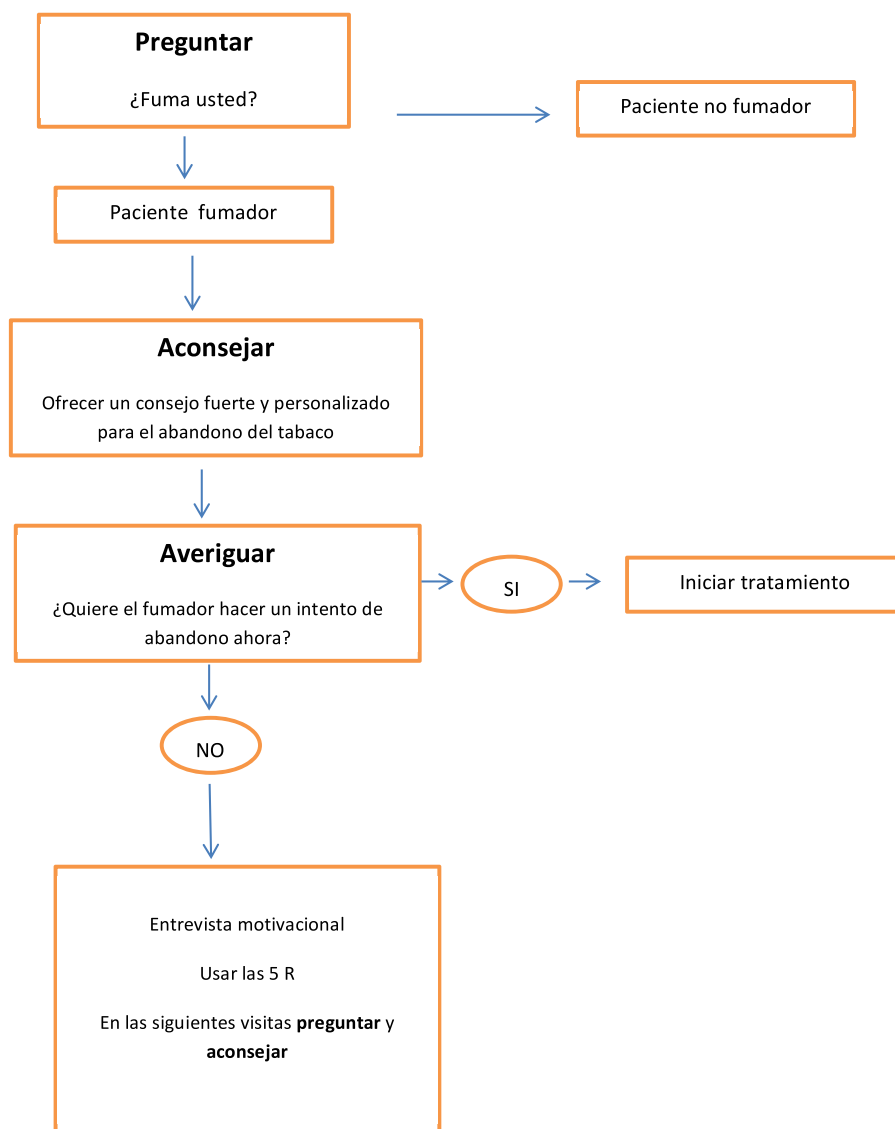 Preguntar
¿Fuma usted?
Paciente no fumador
Paciente fumador
Aconsejar
Ofrecer un consejo fuerte y personalizado
para el abandono del tabaco
Averiguar
¿Quiere el fumador hacer un intento de
abandono ahora?
SI
Iniciar tratamiento
NO
Entrevista motivacional
Usar las 5 R
En las siguientes visitas preguntar y
aconsejar